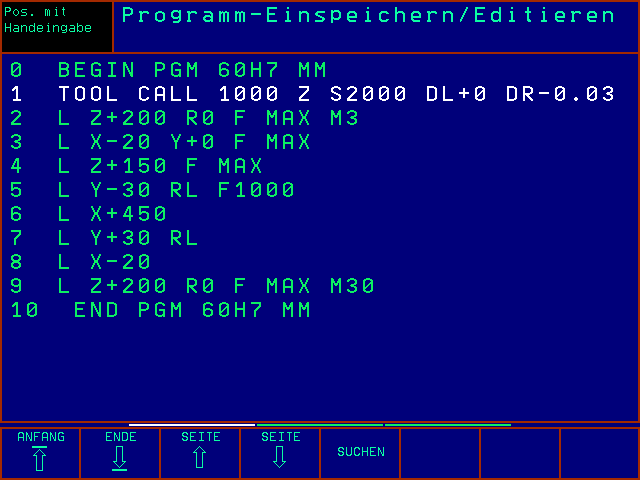 Pos. mit
Handeingabe
Programm-Einspeichern/Editieren
0 BEGIN PGM 60H7 MM
1 TOOL CALL 1000 Z S2000 DL+0 DR-0.03
2 L Z+200 R0 F MAX M3
3 L X-20 Y+0 F MAX
4 L Z+150 F MAX
5 L Y-30 RL F1000
6 L X+450
7 L Y+30 RL
8 L X-20
9 L Z+200 R0 F MAX M30
10 END PGM 60H7 MM
ANFANG ENDE SEITE SEITE SUCHEN